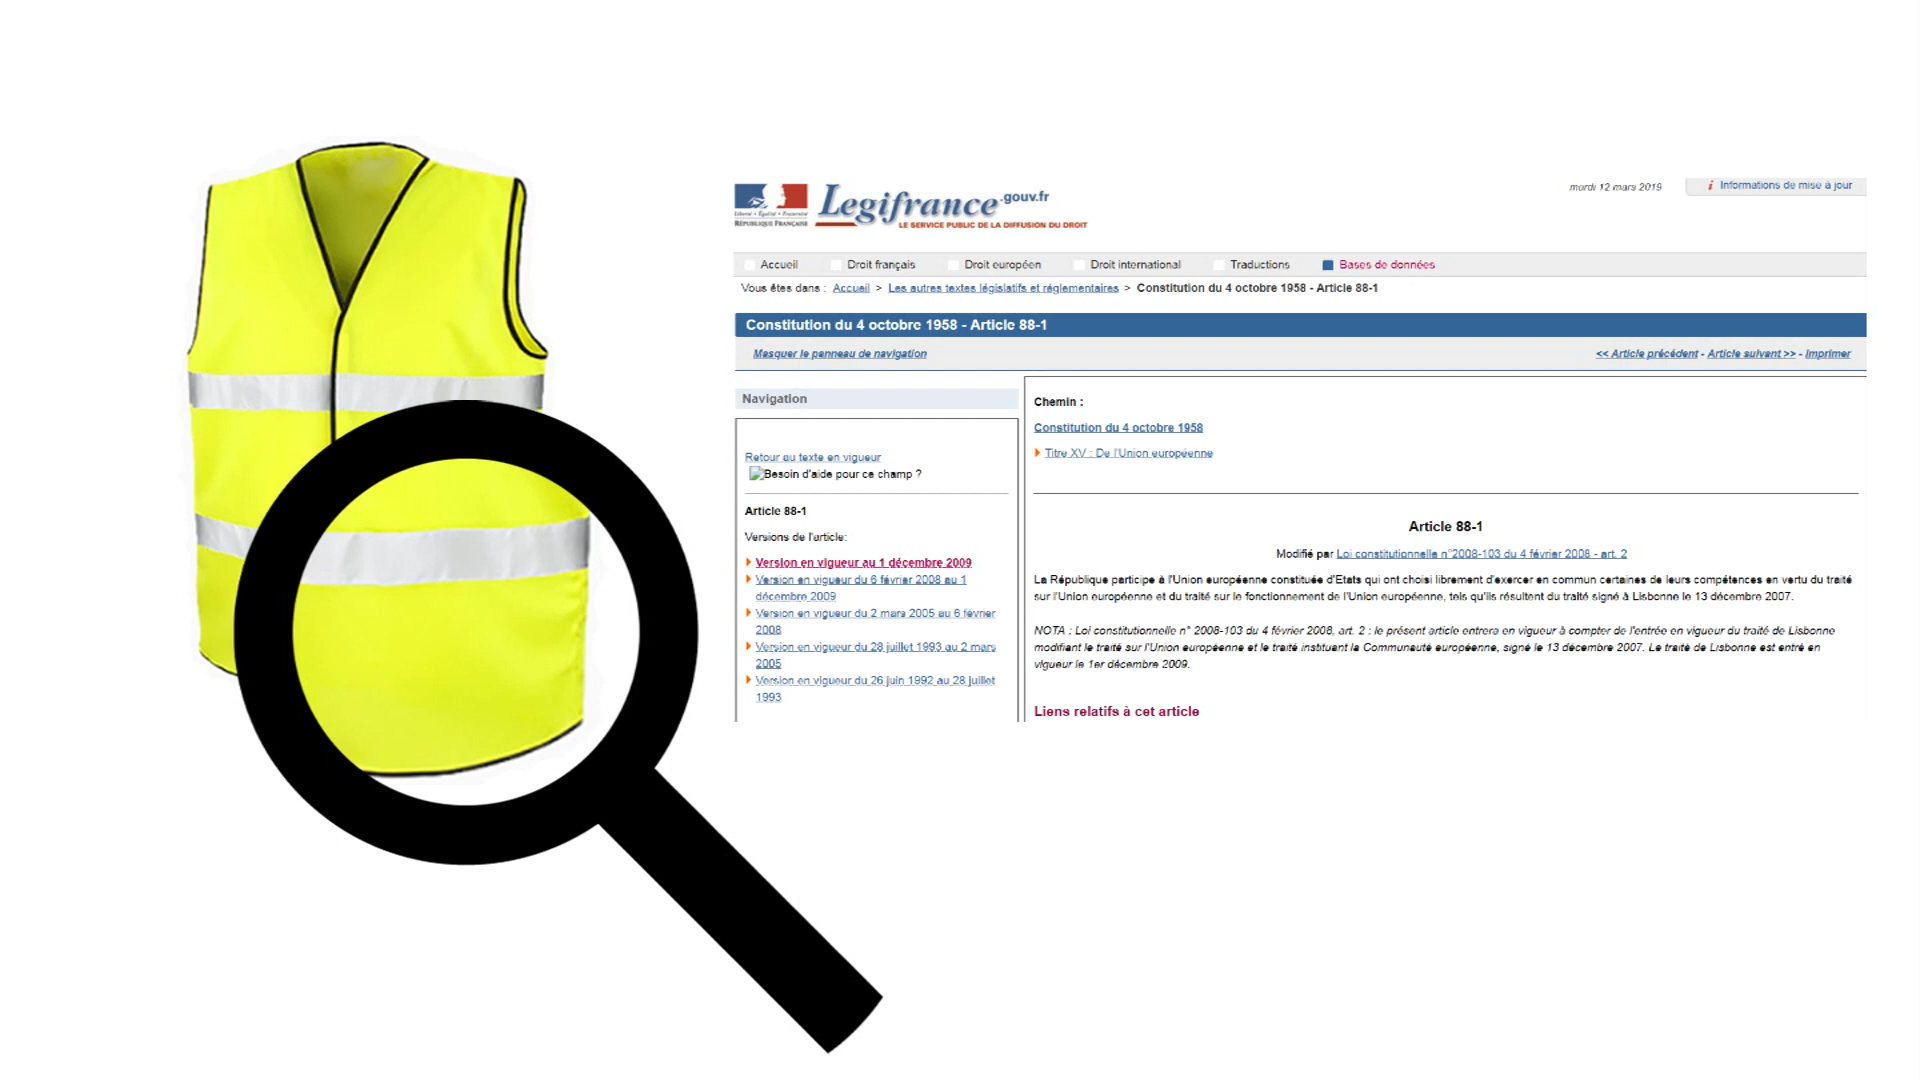 mardi 12 mars 2019
i Informations de mise à jour
Liberté • Égalité • Fraternité
RÉPUBLIQUE FRANÇAISE
Legifrance.gouv.fr
LE SERVICE PUBLIC DE LA DIFFUSION DU DROIT
Accueil Droit français Droit européen Droit international Traductions Bases de données
Vous êtes dans : Accueil > Les autres textes législatifs et réglementaires > Constitution du 4 octobre 1958 - Article 88-1
Constitution du 4 octobre 1958 - Article 88-1
Masquer le panneau de navigation
<< Article précédent - Article suivant >> - Imprimer
Navigation
Retour au texte en vigueur
Besoin d'aide pour ce champ ?
Article 88-1
Versions de l'article:
Version en vigueur au 1 décembre 2009
Version en vigueur du 6 février 2008 au 1
décembre 2009
Version en vigueur du 2 mars 2005 au 6 février
2008
Version en vigueur du 28 juillet 1993 au 2 mars
2005
Version en vigueur du 26 juin 1992 au 28 juillet
1993
Chemin :
Constitution du 4 octobre 1958
Titre XV : De l'Union européenne
Article 88-1
Modifié par Loi constitutionnelle n°2008-103 du 4 février 2008 - art. 2
La République participe à l'Union européenne constituée d'Etats qui ont choisi librement d'exercer en commun certaines de leurs compétences en vertu du traité
sur l'Union européenne et du traité sur le fonctionnement de l'Union européenne, tels qu'ils résultent du traité signé à Lisbonne le 13 décembre 2007.
NOTA : Loi constitutionnelle n° 2008-103 du 4 février 2008, art. 2 : le présent article entrera en vigueur à compter de l'entrée en vigueur du traité de Lisbonne
modifiant le traité sur l'Union européenne et le traité instituant la Communauté européenne, signé le 13 décembre 2007. Le traité de Lisbonne est entré en
vigueur le 1er décembre 2009.
Liens relatifs à cet article